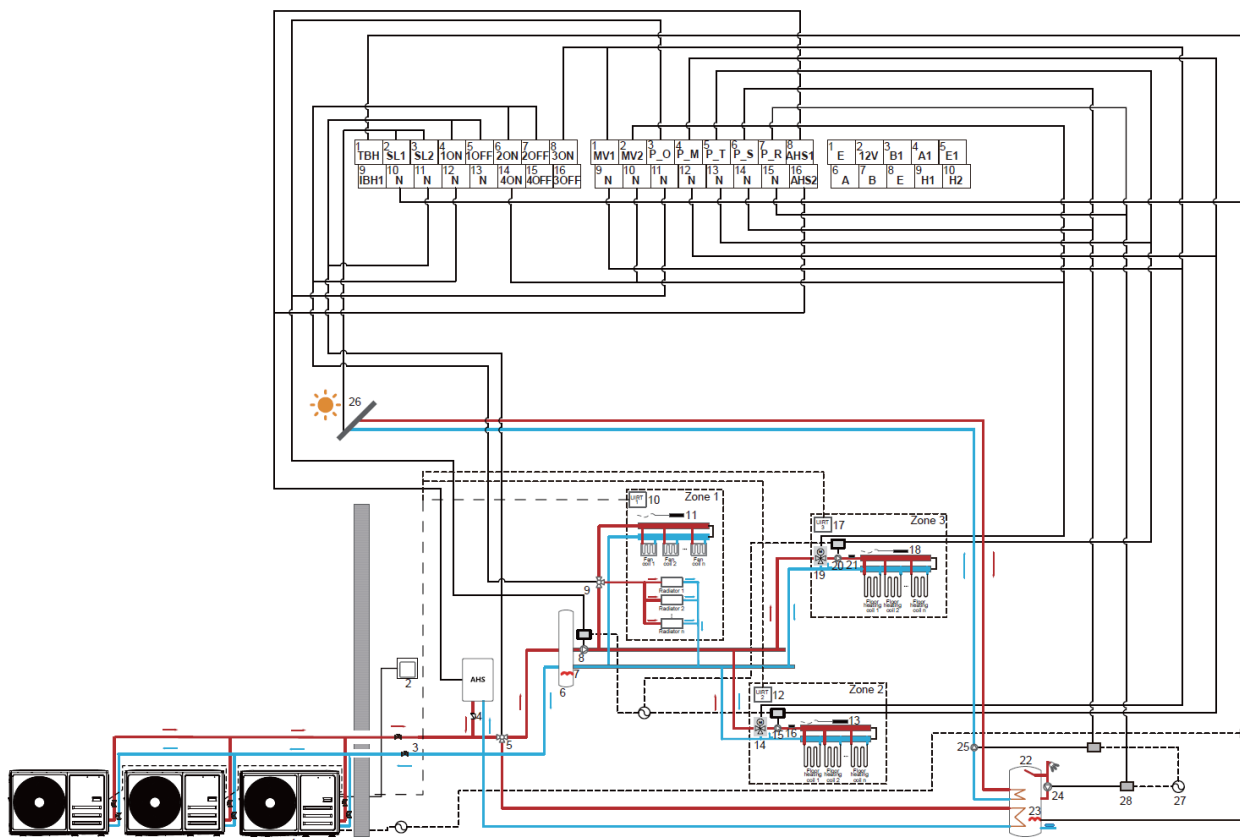 1 2 3 4 5 6 7 8
TBH SL1 SL2 1ON 1OFF 2ON 2OFF 3ON
9 10 11 12 13 14 15 16
IBH1 N N N N 4ON 4OFF 3OFF
1 2 3 4 5 6 7 8
MV1 MV2 P_O P_M P_T P_S P_R AHS1
9 10 11 12 13 14 15 16
N N N N N N N AHS2
1 2 3 4 5
E 12V B1 A1 E1
6 7 8 9 10
A B E H1 H2
26
Zone 1
10
11
Fan coil 1
Fan coil 2
...
Fan coil n
9
Radiator 1
Radiator 2
Radiator n
17
Zone 3
18
19
20
21
Floor heating coil 1
Floor heating coil 2
...
Floor heating coil n
8
7
6
2
AHS
4
5
3
12
Zone 2
13
14
15
16
Floor heating coil 1
Floor heating coil 2
...
Floor heating coil n
25
22
23
24
28
27